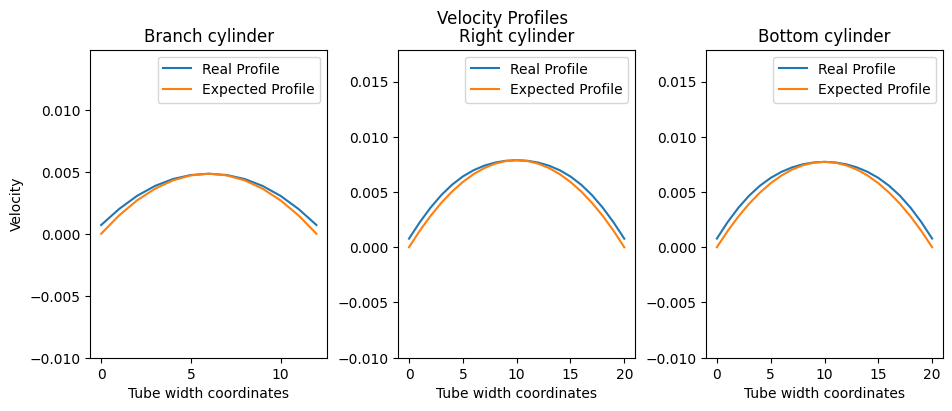 Velocity Profiles
Branch cylinder
Right cylinder
Bottom cylinder
Real Profile
Expected Profile
Real Profile
Expected Profile
Real Profile
Expected Profile
Velocity
0.010
0.005
0.000
−0.005
−0.010
0
5
10
Tube width coordinates
0.015
0.010
0.005
0.000
−0.005
−0.010
0
5
10
15
20
Tube width coordinates
0.015
0.010
0.005
0.000
−0.005
−0.010
0
5
10
15
20
Tube width coordinates